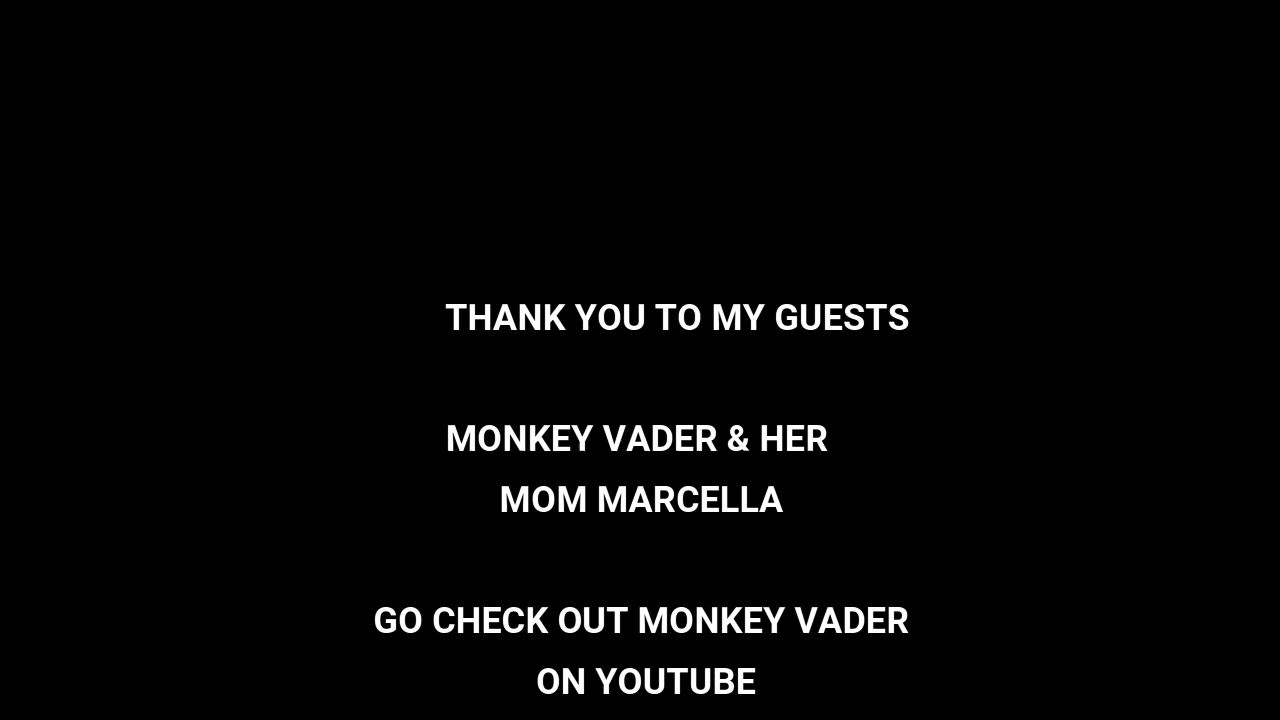 THANK YOU TO MY GUESTS
MONKEY VADER & HER
MOM MARCELLA
GO CHECK OUT MONKEY VADER
ON YOUTUBE